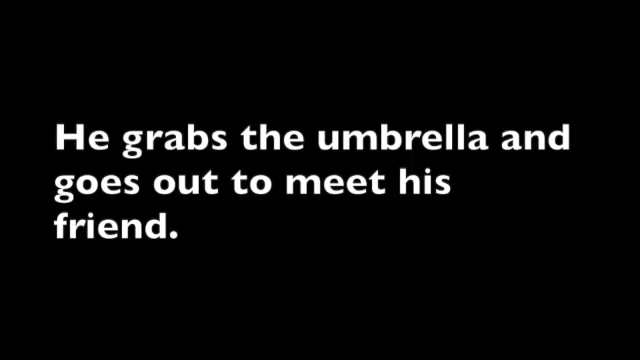 He grabs the umbrella and
goes out to meet his
friend.